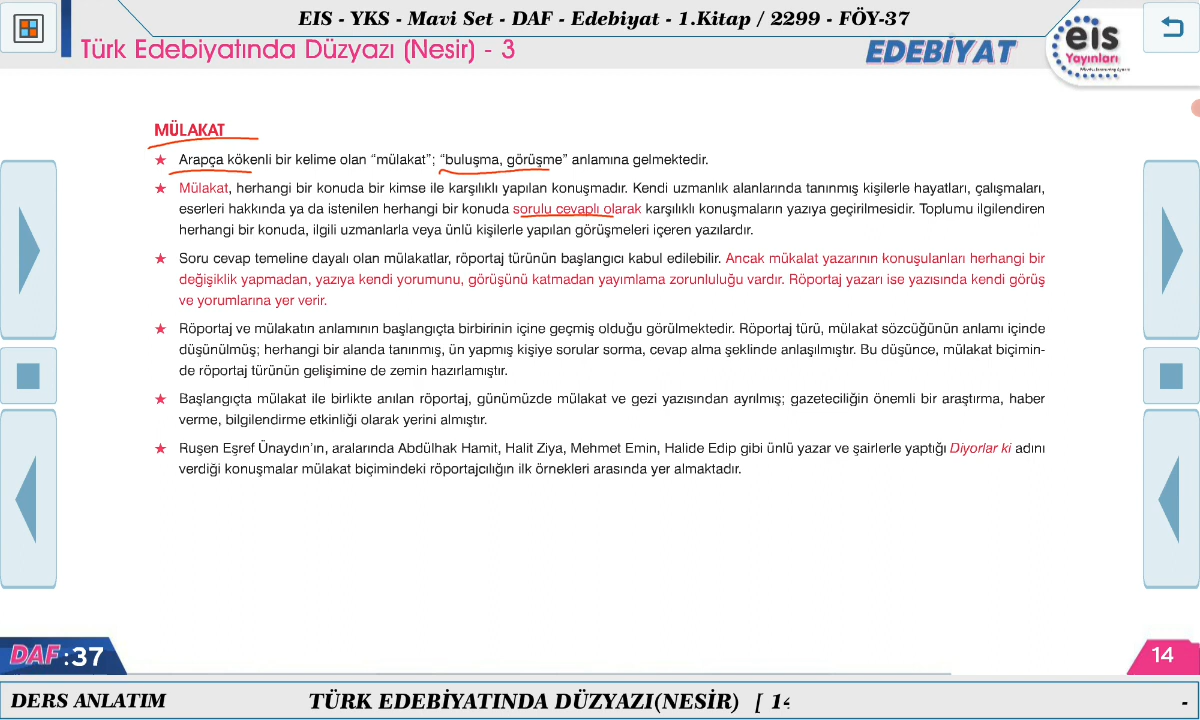 EIS - YKS - Mavi Set - DAF - Edebiyat - 1.Kitap / 2299 - FÖY-37
Türk Edebiyatında Düzyazı (Nesir) - 3
EDEBİYAT
eis
Yayınları
MÜLAKAT
★ Arapça kökenli bir kelime olan “mülakat”; “buluşma, görüşme” anlamına gelmektedir.
★ Mülakat, herhangi bir konuda bir kimse ile karşılıklı yapılan konuşmadır. Kendi uzmanlık alanlarında tanınmış kişilerle hayatları, çalışmaları,
eserleri hakkında ya da istenilen herhangi bir konuda sorulu cevaplı olarak karşılıklı konuşmaların yazıya geçirilmesidir. Toplumu ilgilendiren
herhangi bir konuda, ilgili uzmanlarla veya ünlü kişilerle yapılan görüşmeleri içeren yazılardır.
★ Soru cevap temeline dayalı olan mülakatlar, röportaj türünün başlangıcı kabul edilebilir. Ancak mükalat yazarının konuşulanları herhangi bir
değişiklik yapmadan, yazıya kendi yorumunu, görüşünü katmadan yayımlama zorunluluğu vardır. Röportaj yazarı ise yazısında kendi görüş
ve yorumlarına yer verir.
★ Röportaj ve mülakatın anlamının başlangıçta birbirinin içine geçmiş olduğu görülmektedir. Röportaj türü, mülakat sözcüğünün anlamı içinde
düşünülmüş; herhangi bir alanda tanınmış, ün yapmış kişiye sorular sorma, cevap alma şeklinde anlaşılmıştır. Bu düşünce, mülakat biçimin-
de röportaj türünün gelişimine de zemin hazırlamıştır.
★ Başlangıçta mülakat ile birlikte anılan röportaj, günümüzde mülakat ve gezi yazısından ayrılmış; gazeteciliğin önemli bir araştırma, haber
verme, bilgilendirme etkinliği olarak yerini almıştır.
★ Ruşen Eşref Ünaydın’ın, aralarında Abdülhak Hamit, Halit Ziya, Mehmet Emin, Halide Edip gibi ünlü yazar ve şairlerle yaptığı Diyorlar ki adını
verdiği konuşmalar mülakat biçimindeki röportajcılığın ilk örnekleri arasında yer almaktadır.
DAF :37
14
DERS ANLATIM
TÜRK EDEBİYATINDA DÜZYAZI(NESİR) [ 14
-